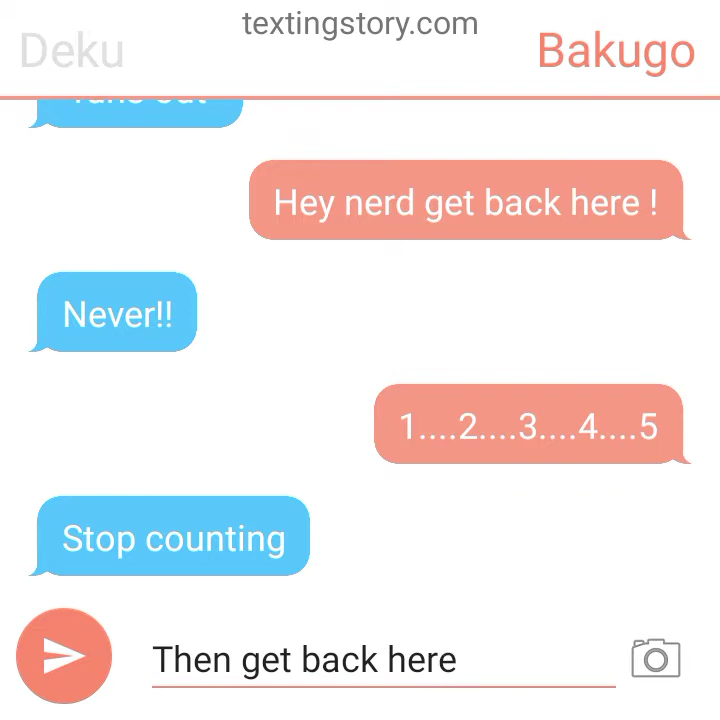 textingstory.com
Deku
Bakugo
Hey nerd get back here !
Never!!
1....2....3....4....5
Stop counting
Then get back here